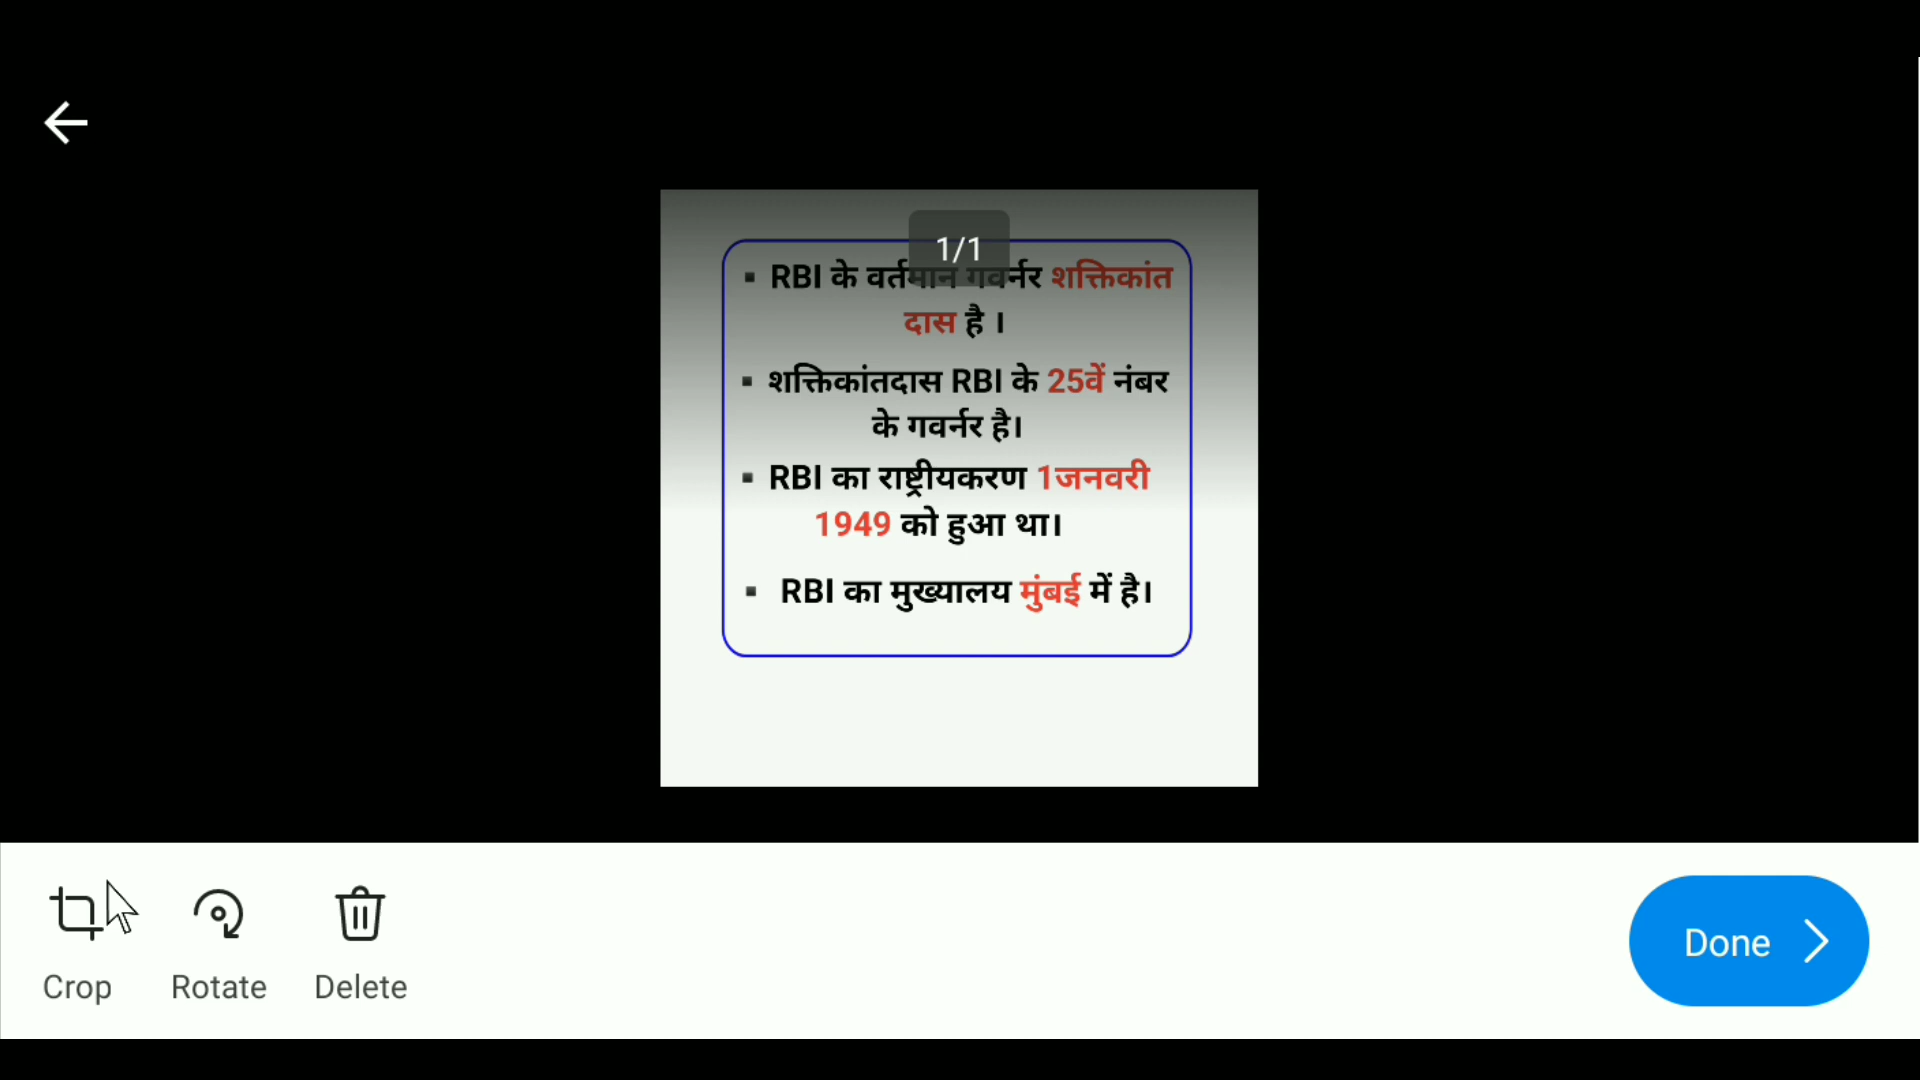 1/1
▪ RBI के वर्तमान गवर्नर शक्तिकांत
दास है ।
▪ शक्तिकांतदास RBI के 25वें नंबर
के गवर्नर है।
▪ RBI का राष्ट्रीयकरण 1जनवरी
1949 को हुआ था।
▪ RBI का मुख्यालय मुंबई में है।
Crop Rotate Delete
Done